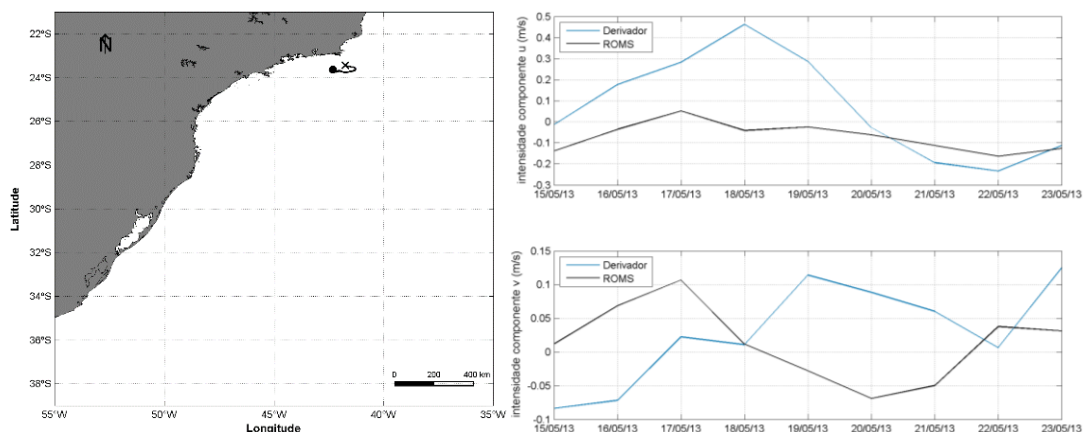 N
22°S
24°S
26°S
28°S
30°S
32°S
34°S
36°S
38°S
Latitude
55°W 50°W 45°W 40°W 35°W
Longitude
0 200 400 km
intensidade componente u (m/s)
0.5
0.4
0.3
0.2
0.1
0
-0.1
-0.2
-0.3
Derivador
ROMS
15/05/13 16/05/13 17/05/13 18/05/13 19/05/13 20/05/13 21/05/13 22/05/13 23/05/13
intensidade componente v (m/s)
0.15
0.1
0.05
0
-0.05
-0.1
Derivador
ROMS
15/05/13 16/05/13 17/05/13 18/05/13 19/05/13 20/05/13 21/05/13 22/05/13 23/05/13